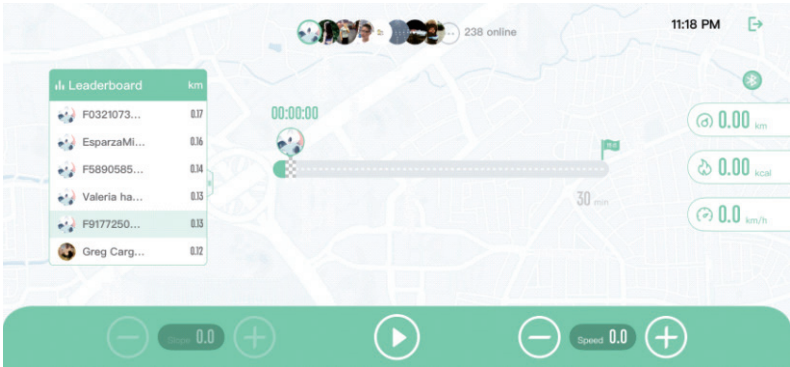 238 online
11:18 PM
Leaderboard km
F0321073... 0.17
EsparzaMi... 0.16
F5890585... 0.14
Valeria ha... 0.13
F9177250... 0.13
Greg Carg... 0.12
00:00:00
30 min
0.00 km
0.00 kcal
0.0 km/h
Slope 0.0
Speed 0.0